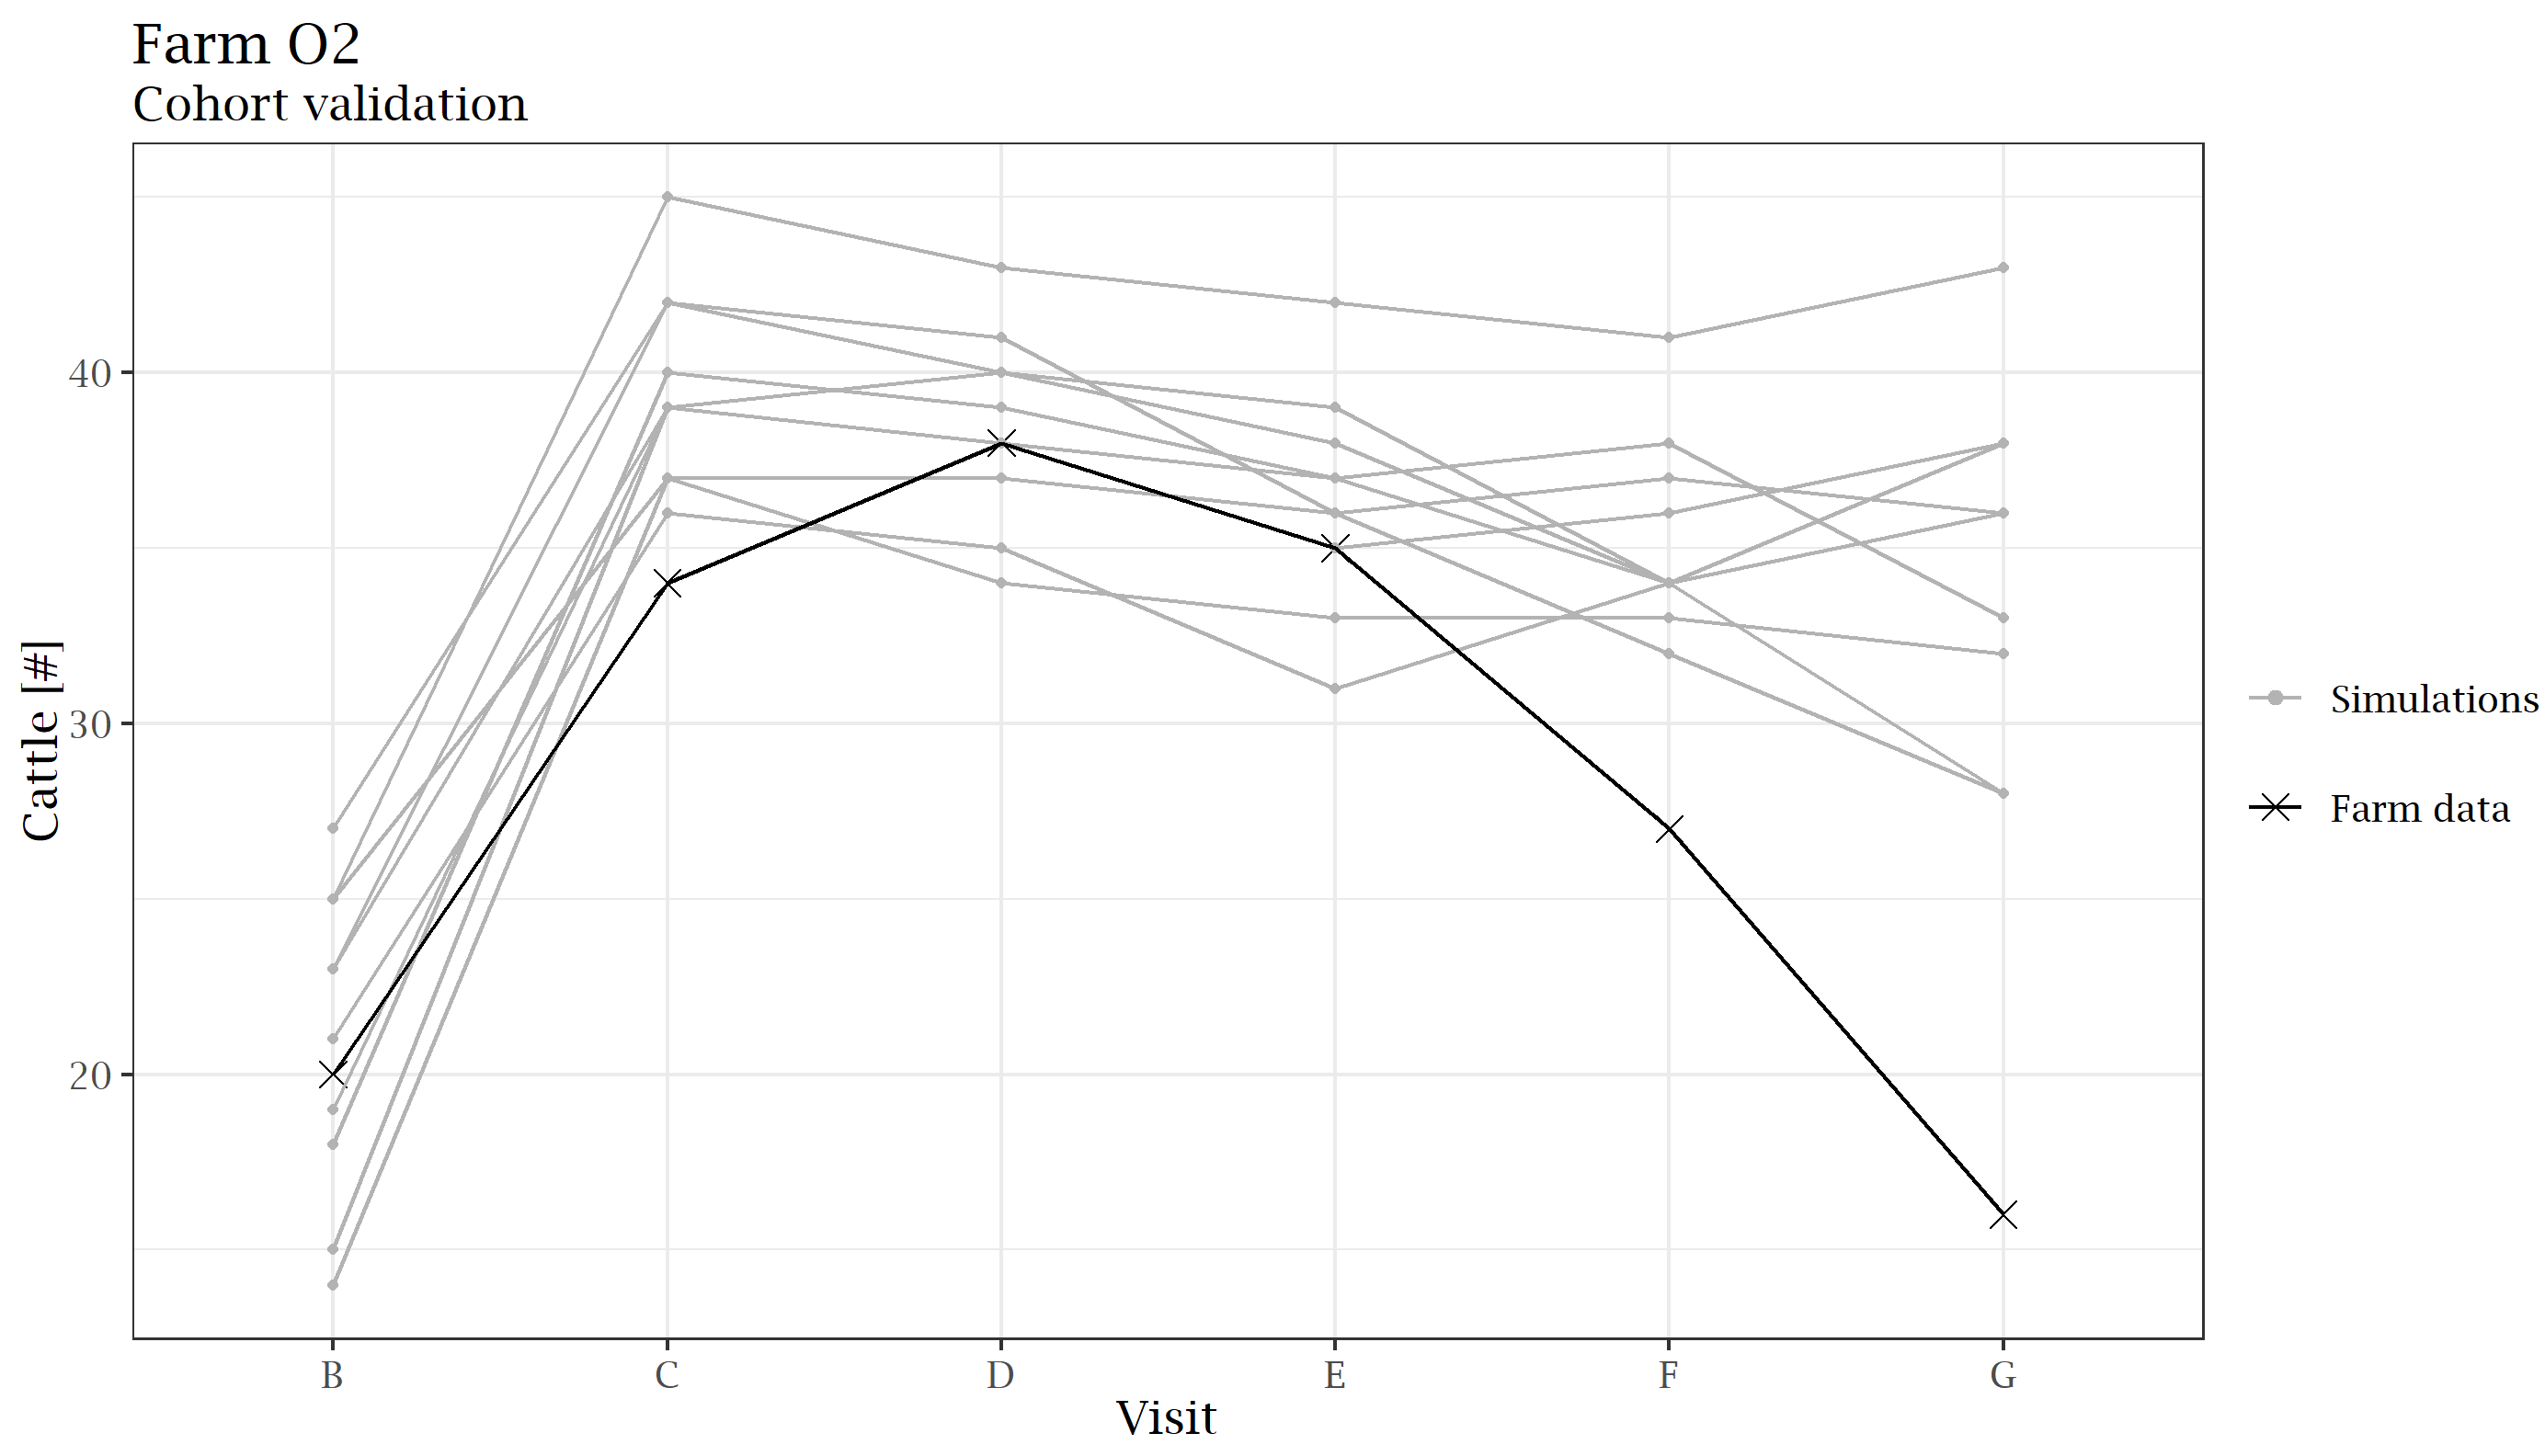 Farm O2
Cohort validation
Cattle [#]
40
30
20
B
C
D
E
F
G
Visit
Simulations
Farm data